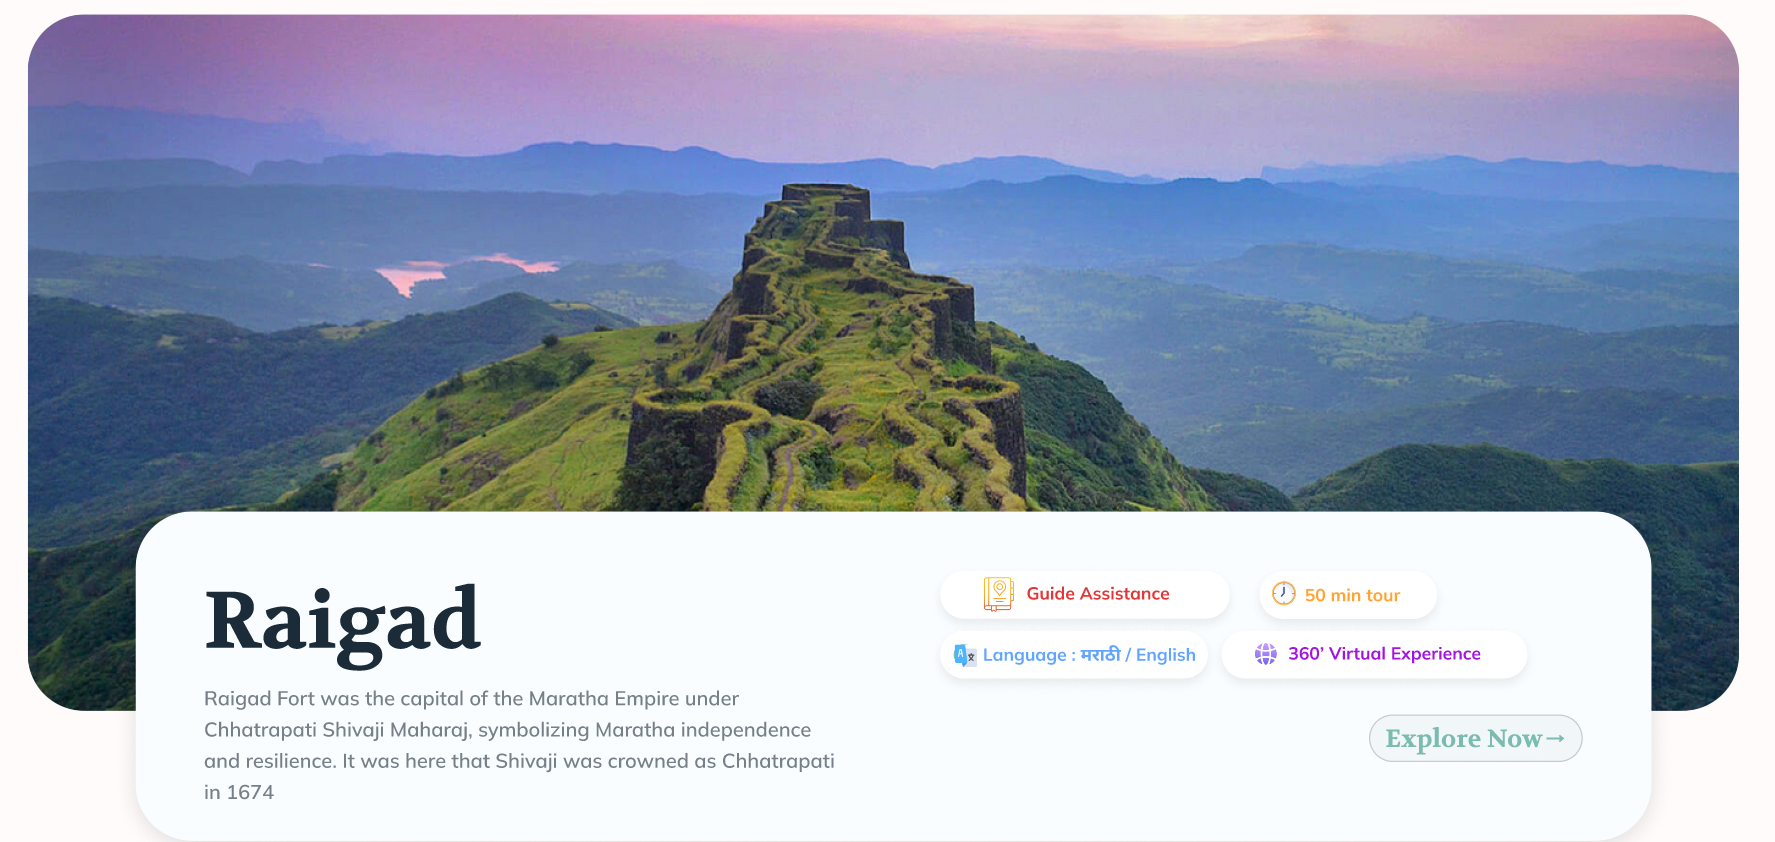 Raigad
Raigad Fort was the capital of the Maratha Empire under
Chhatrapati Shivaji Maharaj, symbolizing Maratha independence
and resilience. It was here that Shivaji was crowned as Chhatrapati
in 1674
Guide Assistance
50 min tour
Language : मराठी / English
360’ Virtual Experience
Explore Now→